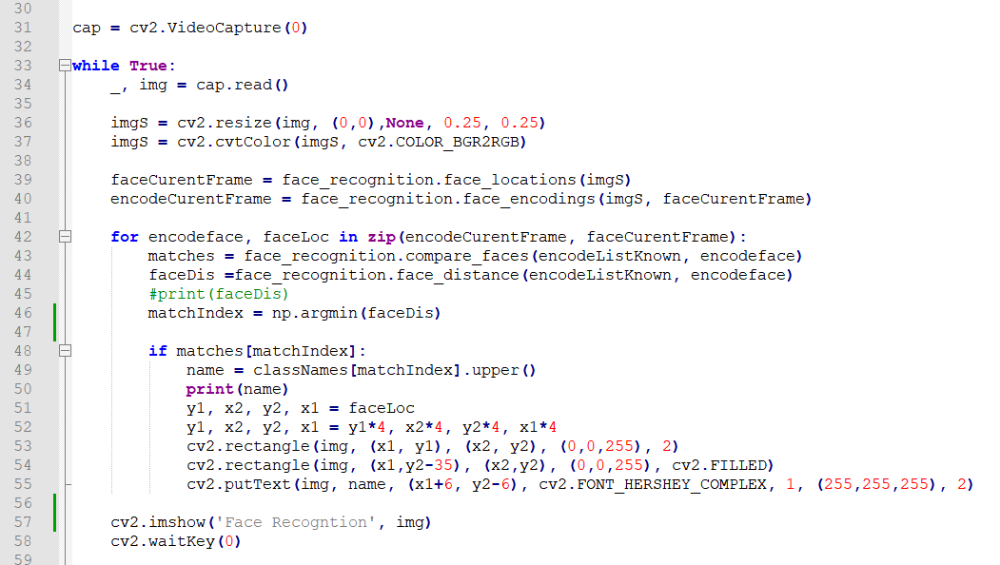 30
31 cap = cv2.VideoCapture(0)
32
33 while True:
34     _, img = cap.read()
35
36     imgS = cv2.resize(img, (0,0),None, 0.25, 0.25)
37     imgS = cv2.cvtColor(imgS, cv2.COLOR_BGR2RGB)
38
39     faceCurentFrame = face_recognition.face_locations(imgS)
40     encodeCurentFrame = face_recognition.face_encodings(imgS, faceCurentFrame)
41
42     for encodeface, faceLoc in zip(encodeCurentFrame, faceCurentFrame):
43         matches = face_recognition.compare_faces(encodeListKnown, encodeface)
44         faceDis =face_recognition.face_distance(encodeListKnown, encodeface)
45         #print(faceDis)
46         matchIndex = np.argmin(faceDis)
47
48         if matches[matchIndex]:
49             name = classNames[matchIndex].upper()
50             print(name)
51             y1, x2, y2, x1 = faceLoc
52             y1, x2, y2, x1 = y1*4, x2*4, y2*4, x1*4
53             cv2.rectangle(img, (x1, y1), (x2, y2), (0,0,255), 2)
54             cv2.rectangle(img, (x1,y2-35), (x2,y2), (0,0,255), cv2.FILLED)
55             cv2.putText(img, name, (x1+6, y2-6), cv2.FONT_HERSHEY_COMPLEX, 1, (255,255,255), 2)
56
57     cv2.imshow('Face Recogntion', img)
58     cv2.waitKey(0)
59